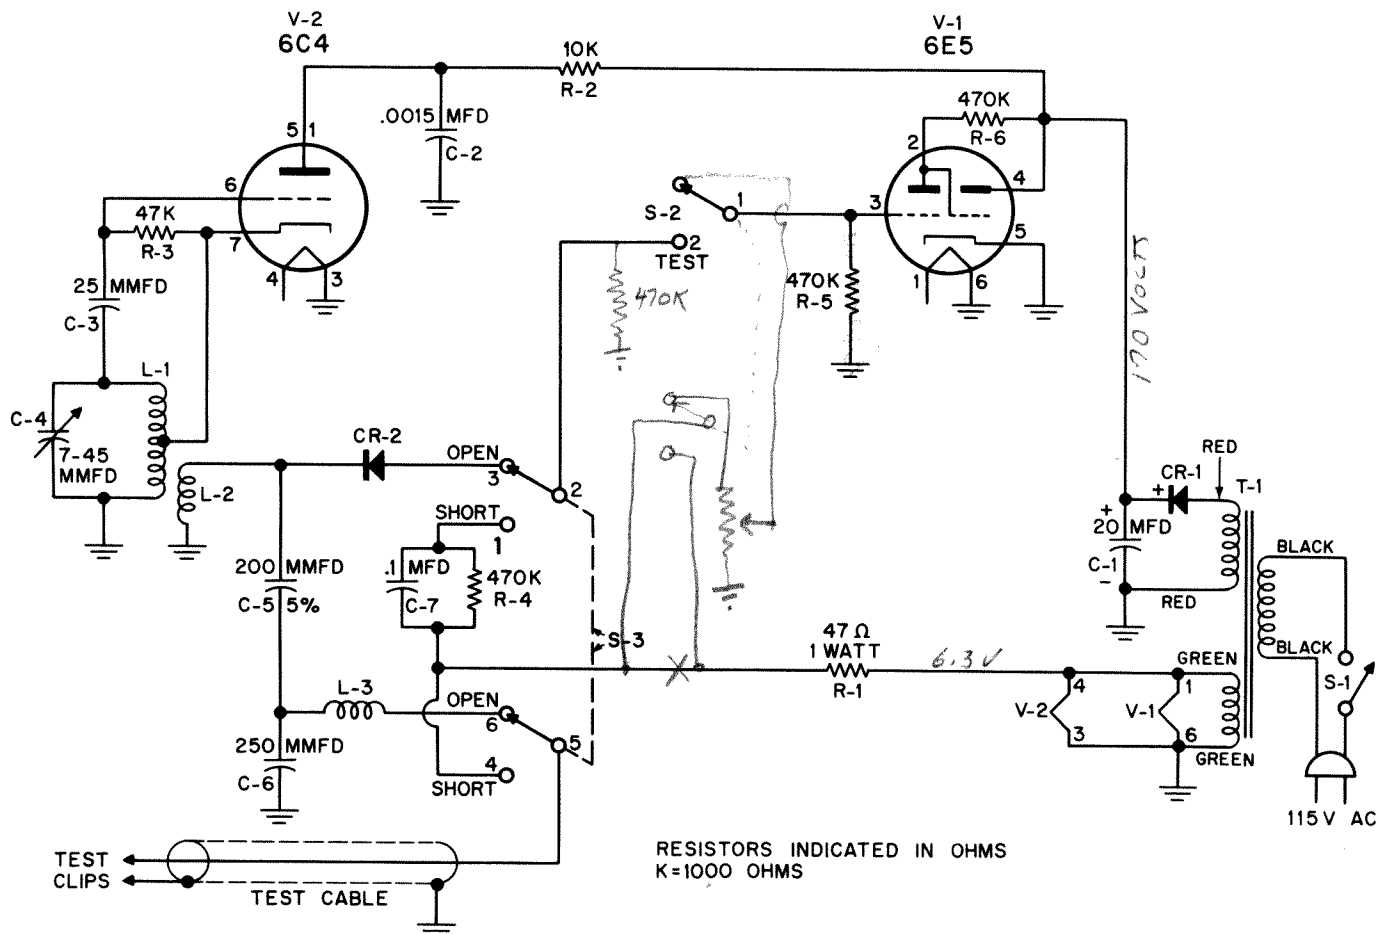 V-2
6C4
V-1
6E5
10K
R-2
.0015 MFD
C-2
470K
R-6
5 1
6
7
4
3
47K
R-3
25 MMFD
C-3
L-1
C-4
7-45
MMFD
L-2
S-2
1
2
TEST
470K
2
4
3
5
1
6
470K
R-5
170 VOLTS
CR-2
OPEN
3
2
SHORT
1
.1 MFD
C-7
470K
R-4
200 MMFD
C-5 5%
S-3
L-3
OPEN
6
5
4
SHORT
250 MMFD
C-6
X
47 Ω
1 WATT
R-1
6.3V
RED
CR-1
T-1
+
+
20 MFD
C-1
-
RED
BLACK
BLACK
S-1
GREEN
GREEN
4
V-2
3
1
V-1
6
115V AC
TEST
CLIPS
TEST CABLE
RESISTORS INDICATED IN OHMS
K=1000 OHMS